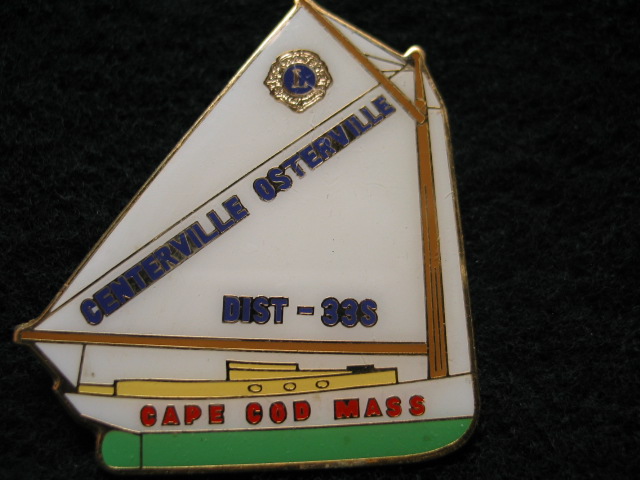 L
CENTERVILLE OSTERVILLE
DIST - 33S
CAPE COD MASS